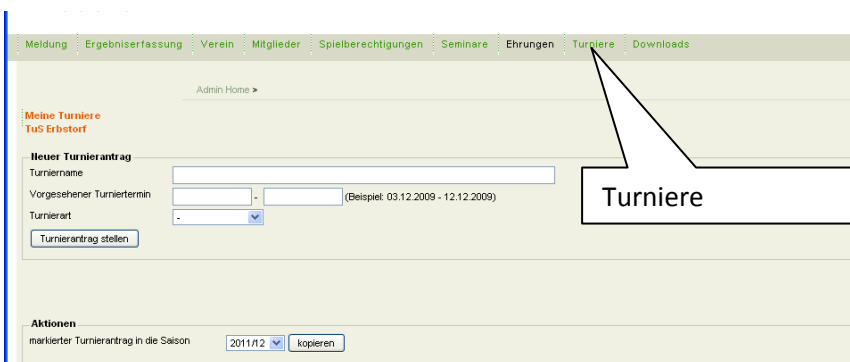 Meldung Ergebniserfassung Verein Mitglieder Spielberechtigungen Seminare Ehrungen Turniere Downloads
Admin Home >
Meine Turniere
TuS Erbstorf
Neuer Turnierantrag
Turniername
Vorgesehener Turniertermin - (Beispiel: 03.12.2009 - 12.12.2009)
Turnierart -
Turnierantrag stellen
Turniere
Aktionen
markierter Turnierantrag in die Saison 2011/12 kopieren